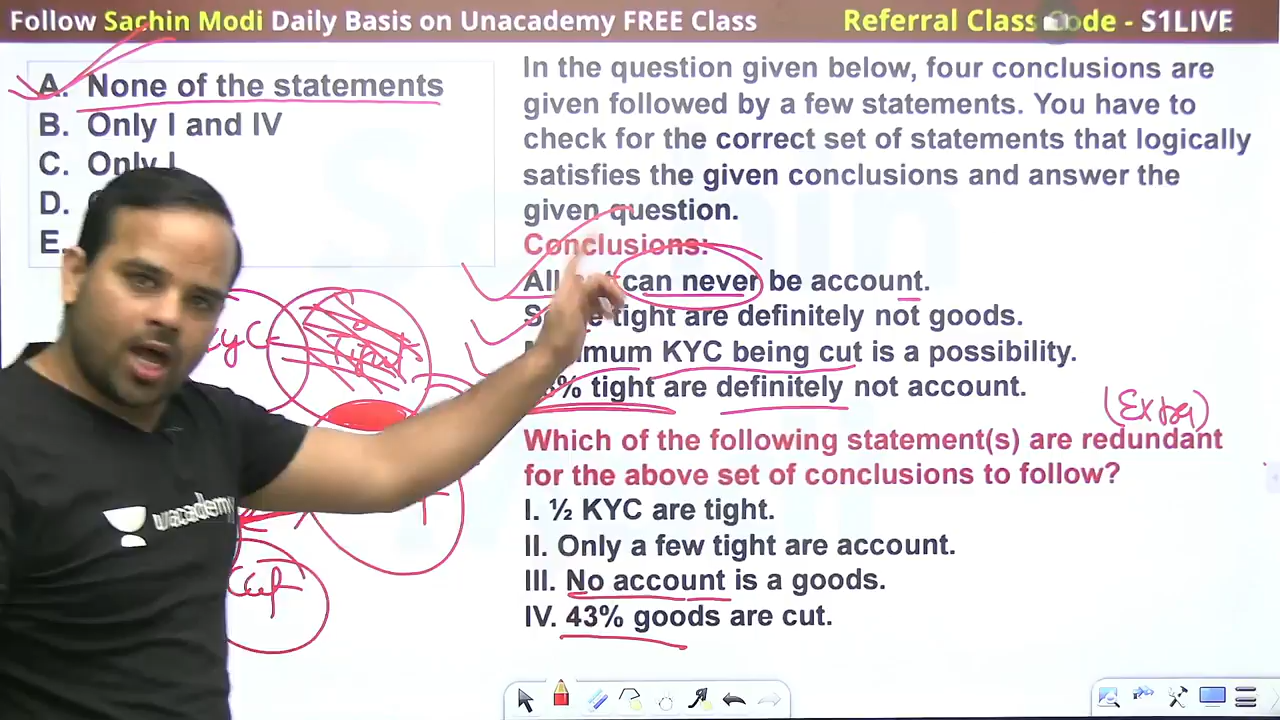 Follow Sachin Modi Daily Basis on Unacademy FREE Class
Referral Class Code - S1LIVE
A. None of the statements
B. Only I and IV
C. Only I
D.
E.
In the question given below, four conclusions are
given followed by a few statements. You have to
check for the correct set of statements that logically
satisfies the given conclusions and answer the
given question.
Conclusions:
All can never be account.
Some tight are definitely not goods.
KYC being cut is a possibility.
% tight are definitely not account.
(Extra)
Which of the following statement(s) are redundant
for the above set of conclusions to follow?
I. ½ KYC are tight.
II. Only a few tight are account.
III. No account is a goods.
IV. 43% goods are cut.
KYC
T
Cut
unacademy